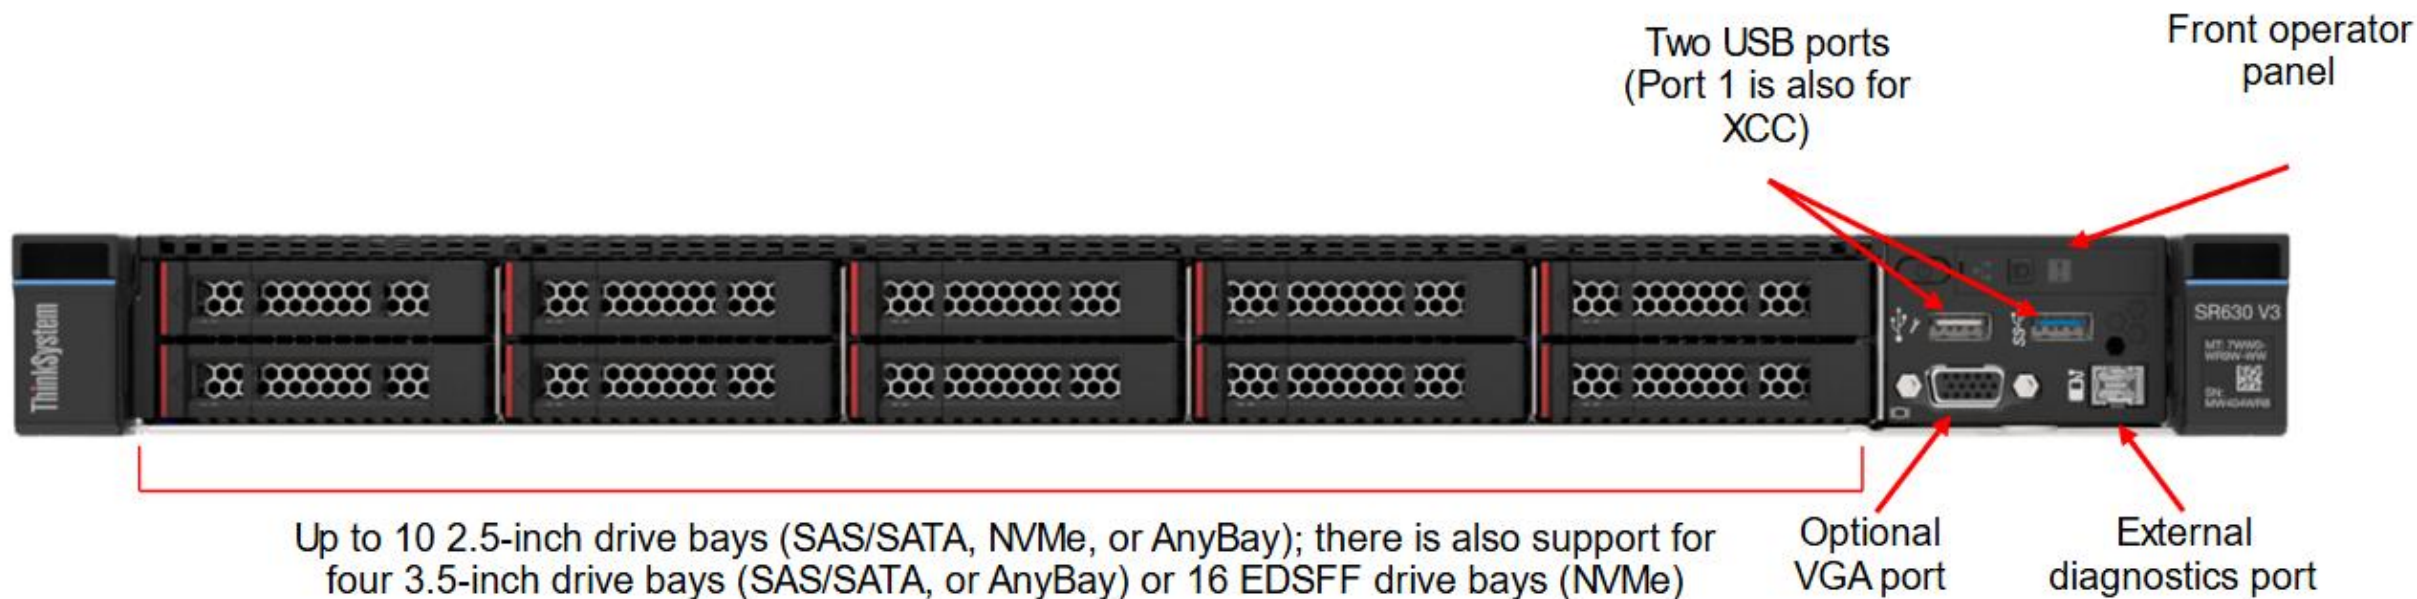 Two USB ports
(Port 1 is also for
XCC)
Front operator
panel
ThinkSystem
SR630 V3
Up to 10 2.5-inch drive bays (SAS/SATA, NVMe, or AnyBay); there is also support for
four 3.5-inch drive bays (SAS/SATA, or AnyBay) or 16 EDSFF drive bays (NVMe)
Optional
VGA port
External
diagnostics port